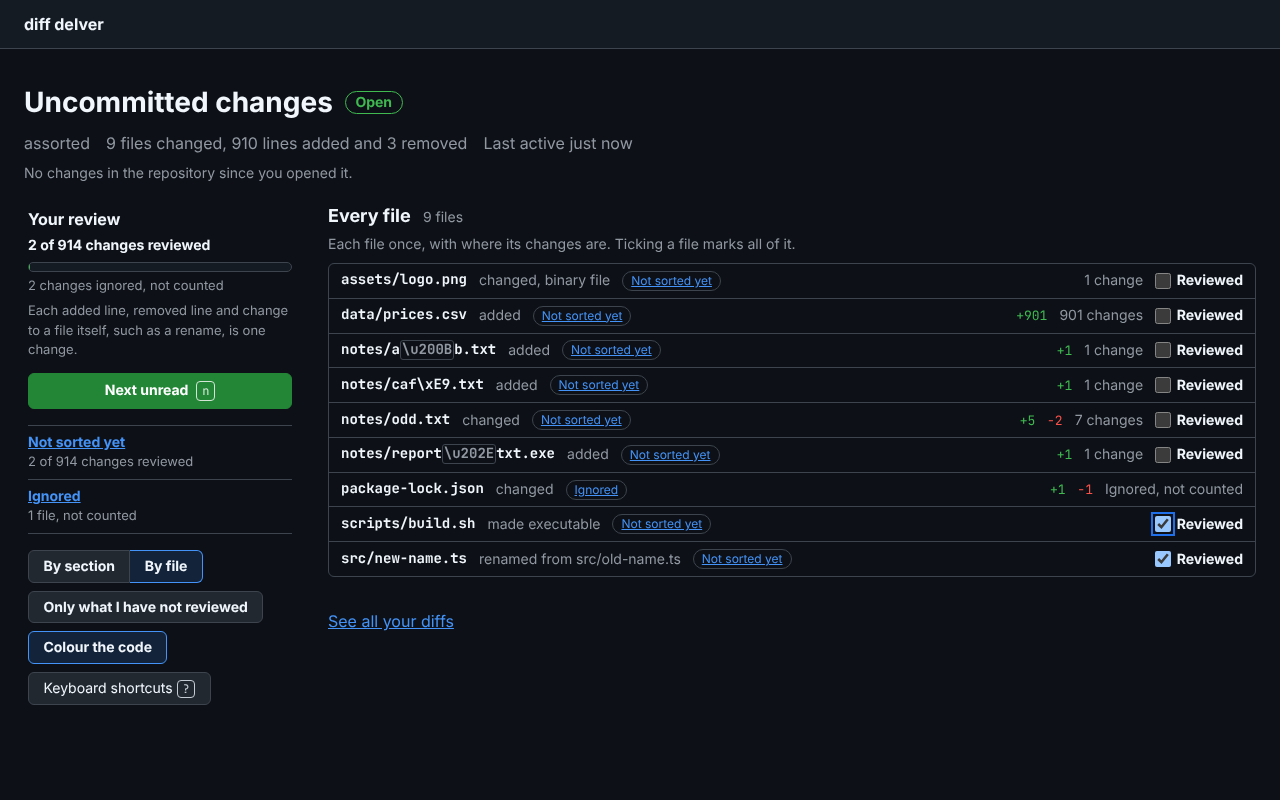 diff delver
Uncommitted changes Open
assorted 9 files changed, 910 lines added and 3 removed Last active just now
No changes in the repository since you opened it.
Your review
2 of 914 changes reviewed
2 changes ignored, not counted
Each added line, removed line and change
to a file itself, such as a rename, is one
change.
Next unread n
Not sorted yet
2 of 914 changes reviewed
Ignored
1 file, not counted
By section By file
Only what I have not reviewed
Colour the code
Keyboard shortcuts ?
Every file 9 files
Each file once, with where its changes are. Ticking a file marks all of it.
assets/logo.png changed, binary file Not sorted yet 1 change Reviewed
data/prices.csv added Not sorted yet +901 901 changes Reviewed
notes/a\u200Bb.txt added Not sorted yet +1 1 change Reviewed
notes/caf\xE9.txt added Not sorted yet +1 1 change Reviewed
notes/odd.txt changed Not sorted yet +5 -2 7 changes Reviewed
notes/report\u202Etxt.exe added Not sorted yet +1 1 change Reviewed
package-lock.json changed Ignored +1 -1 Ignored, not counted
scripts/build.sh made executable Not sorted yet Reviewed
src/new-name.ts renamed from src/old-name.ts Not sorted yet Reviewed
See all your diffs